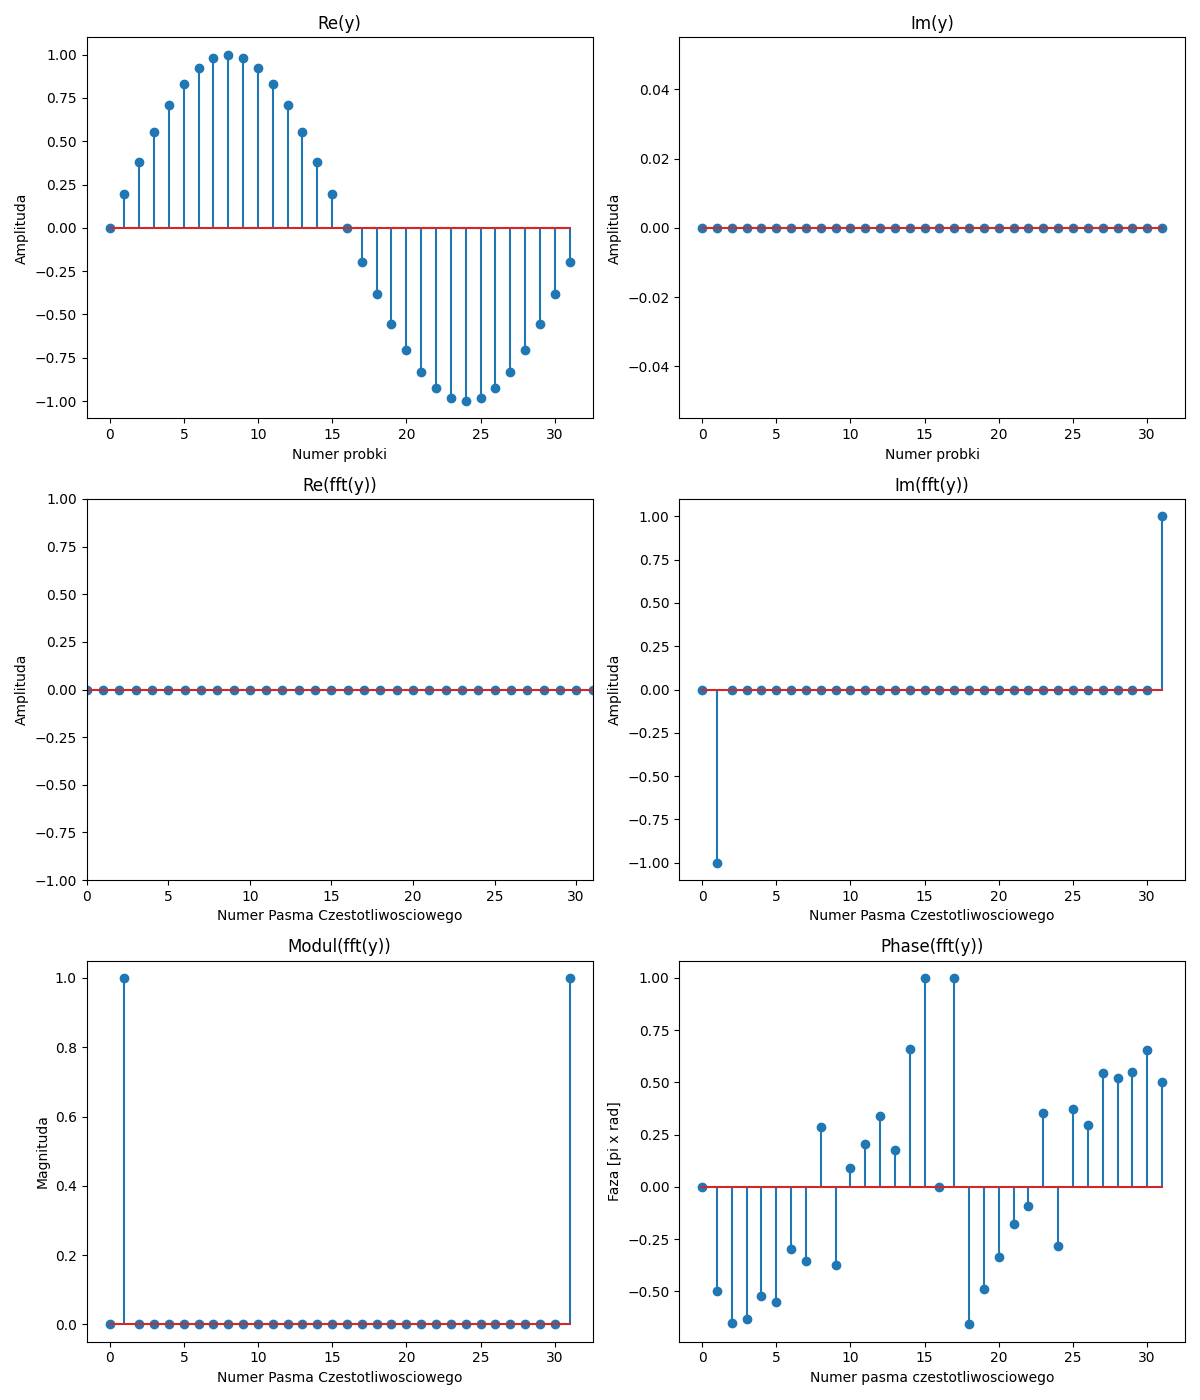 Re(y)
Amplituda
1.00
0.75
0.50
0.25
0.00
−0.25
−0.50
−0.75
−1.00
0 5 10 15 20 25 30
Numer probki
Im(y)
Amplituda
0.04
0.02
0.00
−0.02
−0.04
0 5 10 15 20 25 30
Numer probki
Re(fft(y))
Amplituda
1.00
0.75
0.50
0.25
0.00
−0.25
−0.50
−0.75
−1.00
0 5 10 15 20 25 30
Numer Pasma Czestotliwosciowego
Im(fft(y))
Amplituda
1.00
0.75
0.50
0.25
0.00
−0.25
−0.50
−0.75
−1.00
0 5 10 15 20 25 30
Numer Pasma Czestotliwosciowego
Modul(fft(y))
Magnituda
1.0
0.8
0.6
0.4
0.2
0.0
0 5 10 15 20 25 30
Numer Pasma Czestotliwosciowego
Phase(fft(y))
Faza [pi x rad]
1.00
0.75
0.50
0.25
0.00
−0.25
−0.50
0 5 10 15 20 25 30
Numer pasma czestotliwosciowego